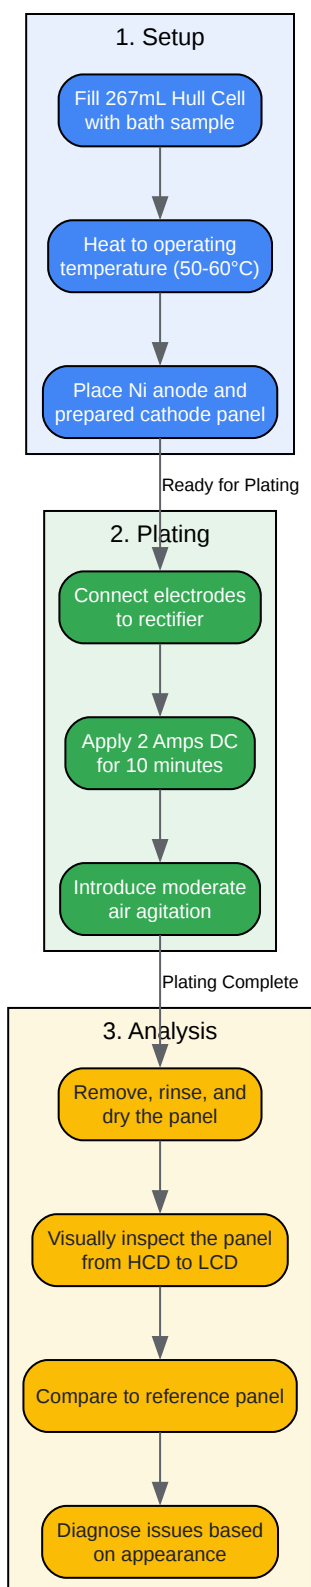 1. Setup
Fill 267mL Hull Cell
with bath sample
Heat to operating
temperature (50-60°C)
Place Ni anode and
prepared cathode panel
Ready for Plating
2. Plating
Connect electrodes
to rectifier
Apply 2 Amps DC
for 10 minutes
Introduce moderate
air agitation
Plating Complete
3. Analysis
Remove, rinse, and
dry the panel
Visually inspect the panel
from HCD to LCD
Compare to reference panel
Diagnose issues based
on appearance